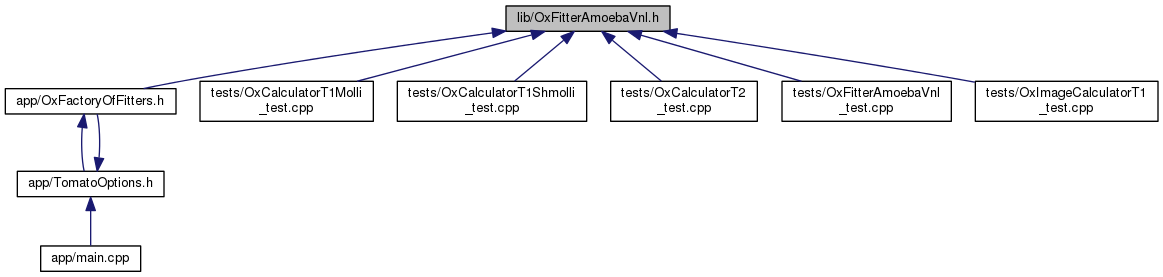 lib/OxFitterAmoebaVnl.h
app/OxFactoryOfFitters.h
tests/OxCalculatorT1Molli
_test.cpp
tests/OxCalculatorT1Shmolli
_test.cpp
tests/OxCalculatorT2
_test.cpp
tests/OxFitterAmoebaVnl
_test.cpp
tests/OxImageCalculatorT1
_test.cpp
app/TomatoOptions.h
app/main.cpp